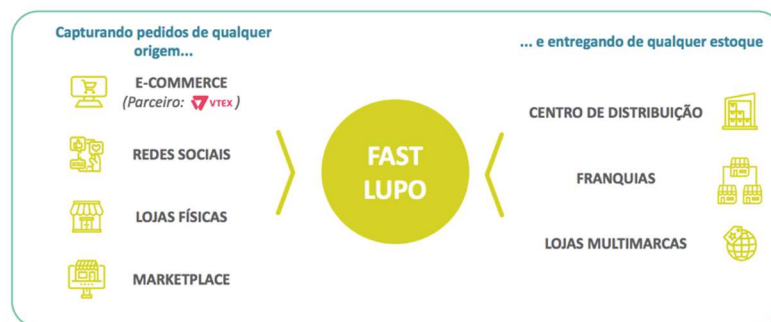 Capturando pedidos de qualquer
origem...
E-COMMERCE
(Parceiro: VTEX )
REDES SOCIAIS
LOJAS FÍSICAS
MARKETPLACE
FAST
LUPO
... e entregando de qualquer estoque
CENTRO DE DISTRIBUIÇÃO
FRANQUIAS
LOJAS MULTIMARCAS